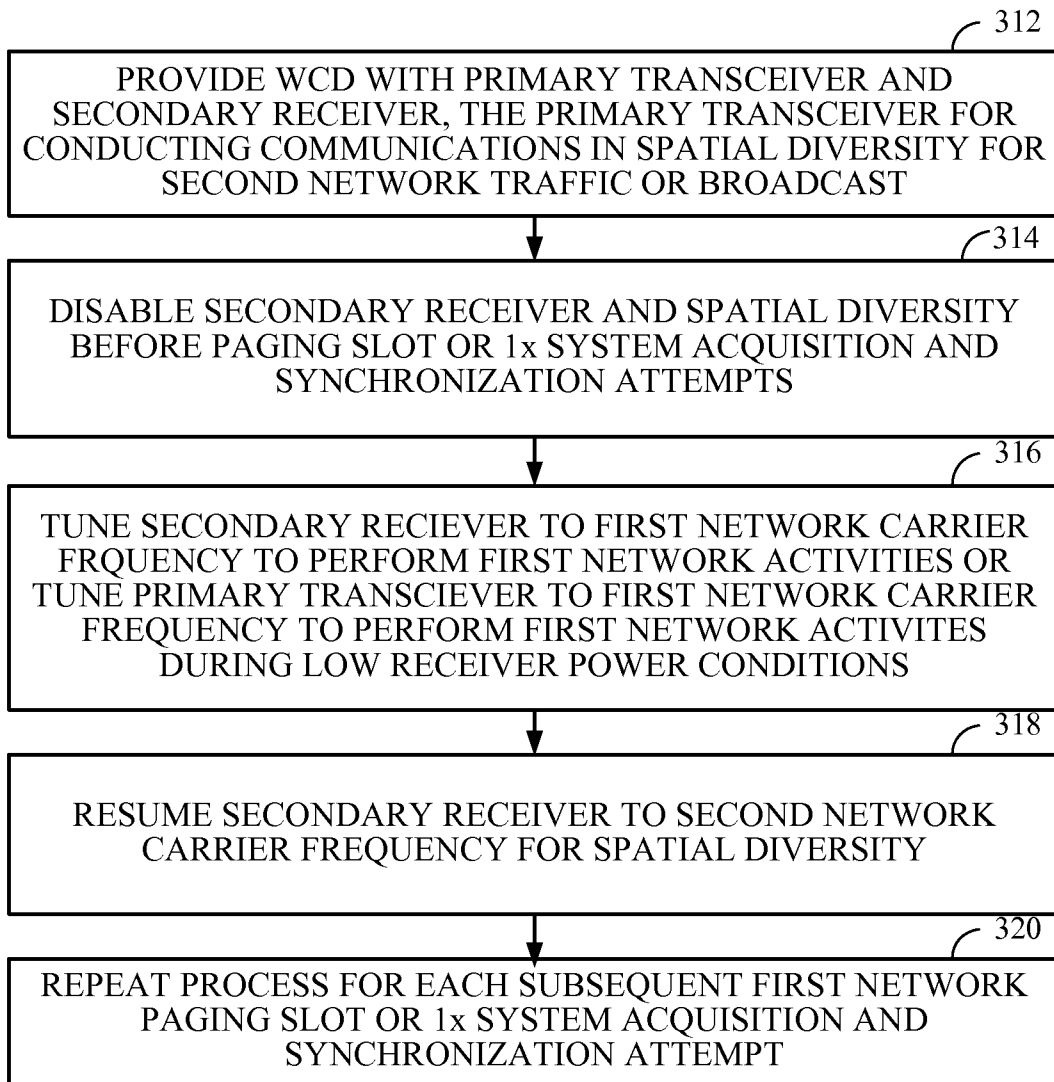 312
PROVIDE WCD WITH PRIMARY TRANSCEIVER AND
SECONDARY RECEIVER, THE PRIMARY TRANSCEIVER FOR
CONDUCTING COMMUNICATIONS IN SPATIAL DIVERSITY FOR
SECOND NETWORK TRAFFIC OR BROADCAST
314
DISABLE SECONDARY RECEIVER AND SPATIAL DIVERSITY
BEFORE PAGING SLOT OR 1x SYSTEM ACQUISITION AND
SYNCHRONIZATION ATTEMPTS
316
TUNE SECONDARY RECIEVER TO FIRST NETWORK CARRIER
FRQUENCY TO PERFORM FIRST NETWORK ACTIVITIES OR
TUNE PRIMARY TRANSCIEVER TO FIRST NETWORK CARRIER
FREQUENCY TO PERFORM FIRST NETWORK ACTIVITES
DURING LOW RECEIVER POWER CONDITIONS
318
RESUME SECONDARY RECEIVER TO SECOND NETWORK
CARRIER FREQUENCY FOR SPATIAL DIVERSITY
320
REPEAT PROCESS FOR EACH SUBSEQUENT FIRST NETWORK
PAGING SLOT OR 1x SYSTEM ACQUISITION AND
SYNCHRONIZATION ATTEMPT